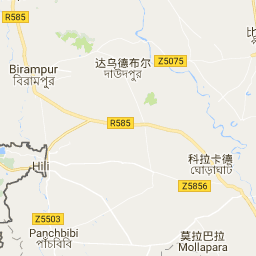 R585
达乌德布尔
দাউদপুর
Z5075
Birampur
বিরামপুর
R585
科拉卡德
ঘোড়াঘাট
Hili
Z5856
Z5503
Panchbibi
পাঁচবিবি
莫拉巴拉
Mollapara